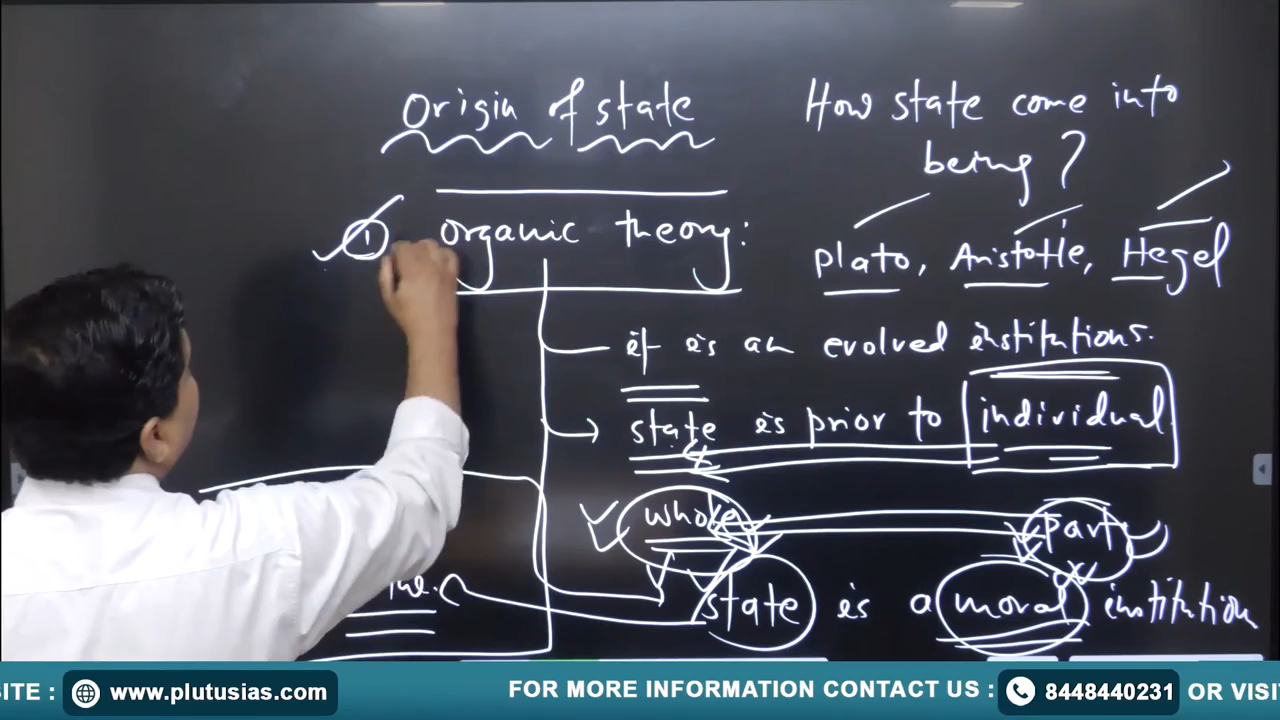 Origin of state
How state come into
being?
① organic theory:
Plato, Aristotle, Hegel
it is an evolved institutions.
state is prior to individual
whole part
state is a moral institution
SITE : www.plutusias.com FOR MORE INFORMATION CONTACT US : 8448440231 OR VISIT